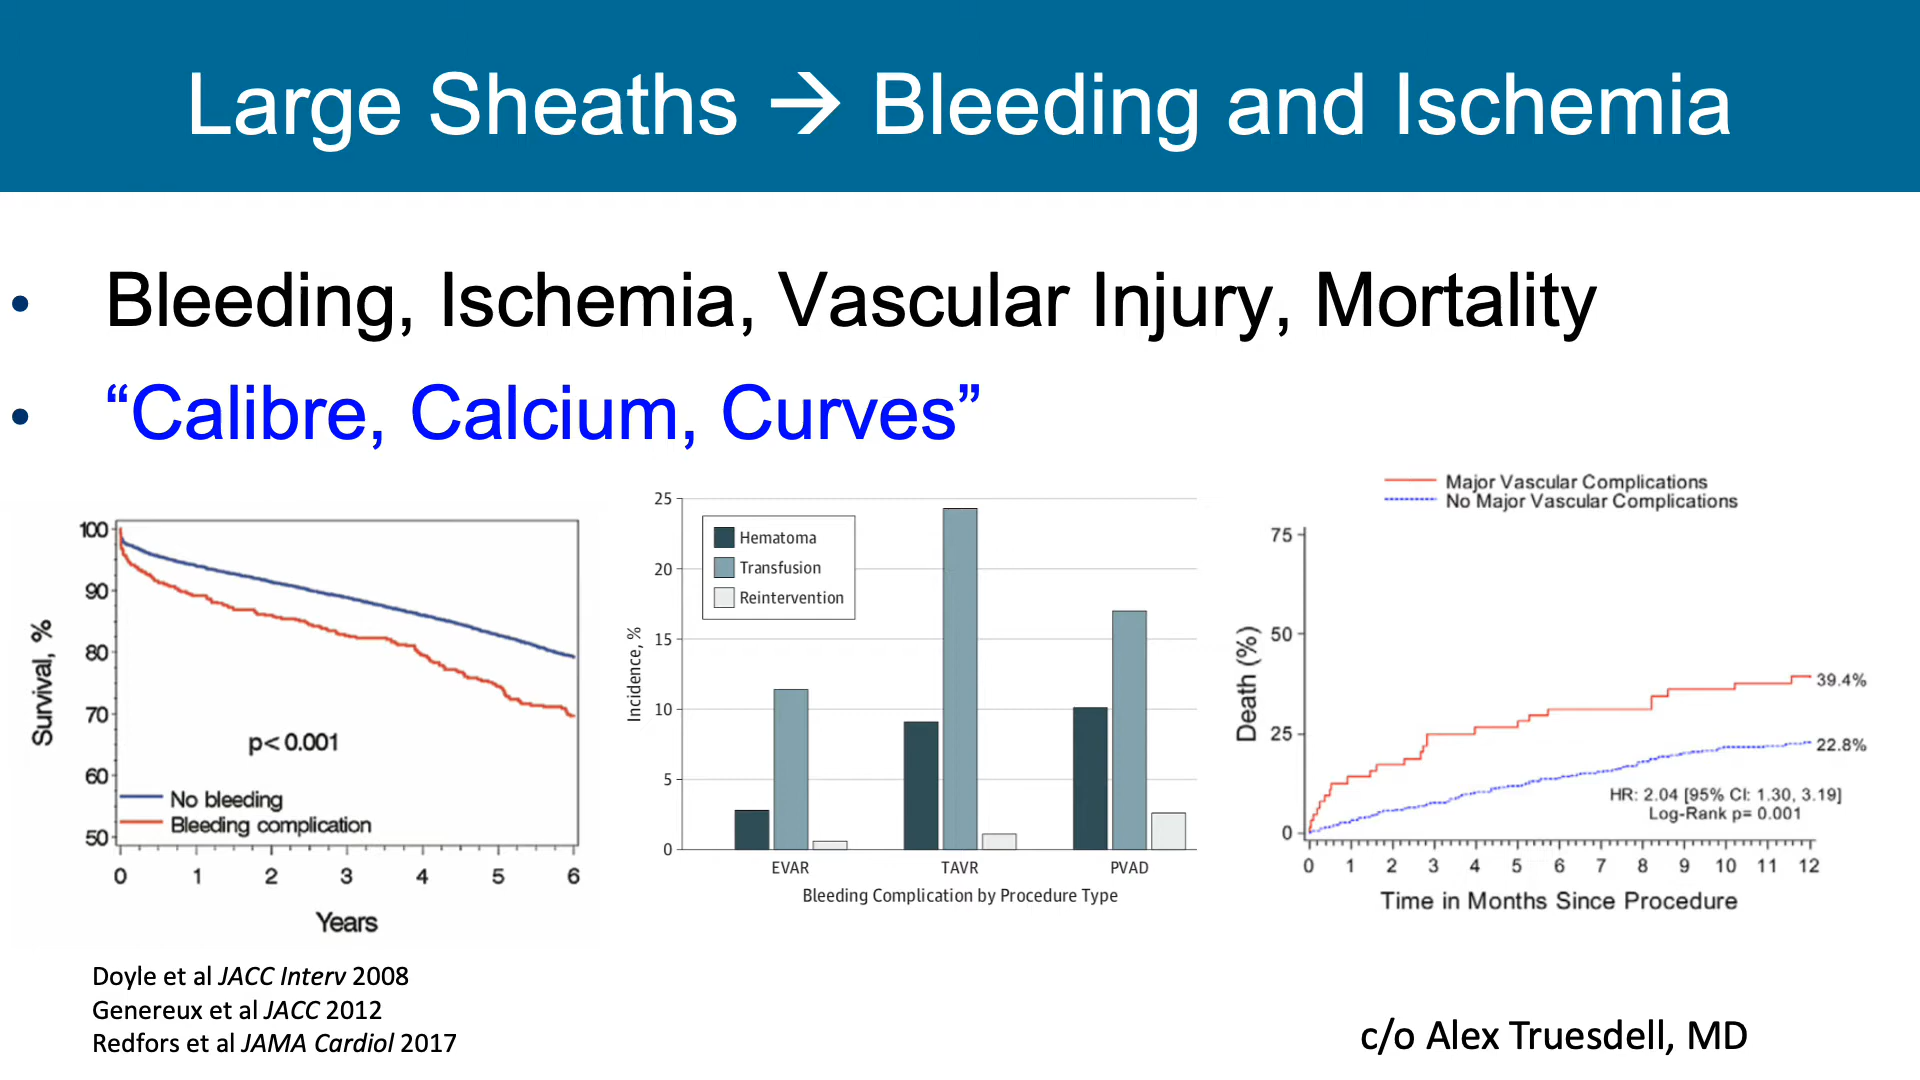 Large Sheaths → Bleeding and Ischemia
• Bleeding, Ischemia, Vascular Injury, Mortality
• “Calibre, Calcium, Curves”
100
90
80
70
60
50
Survival, %
p< 0.001
No bleeding
Bleeding complication
0 1 2 3 4 5 6
Years
25
20
15
10
5
0
Incidence, %
Hematoma
Transfusion
Reintervention
EVAR TAVR PVAD
Bleeding Complication by Procedure Type
Major Vascular Complications
No Major Vascular Complications
75
50
25
0
Death (%)
39.4%
22.8%
HR: 2.04 [95% CI: 1.30, 3.19]
Log-Rank p= 0.001
0 1 2 3 4 5 6 7 8 9 10 11 12
Time in Months Since Procedure
Doyle et al JACC Interv 2008
Genereux et al JACC 2012
Redfors et al JAMA Cardiol 2017
c/o Alex Truesdell, MD